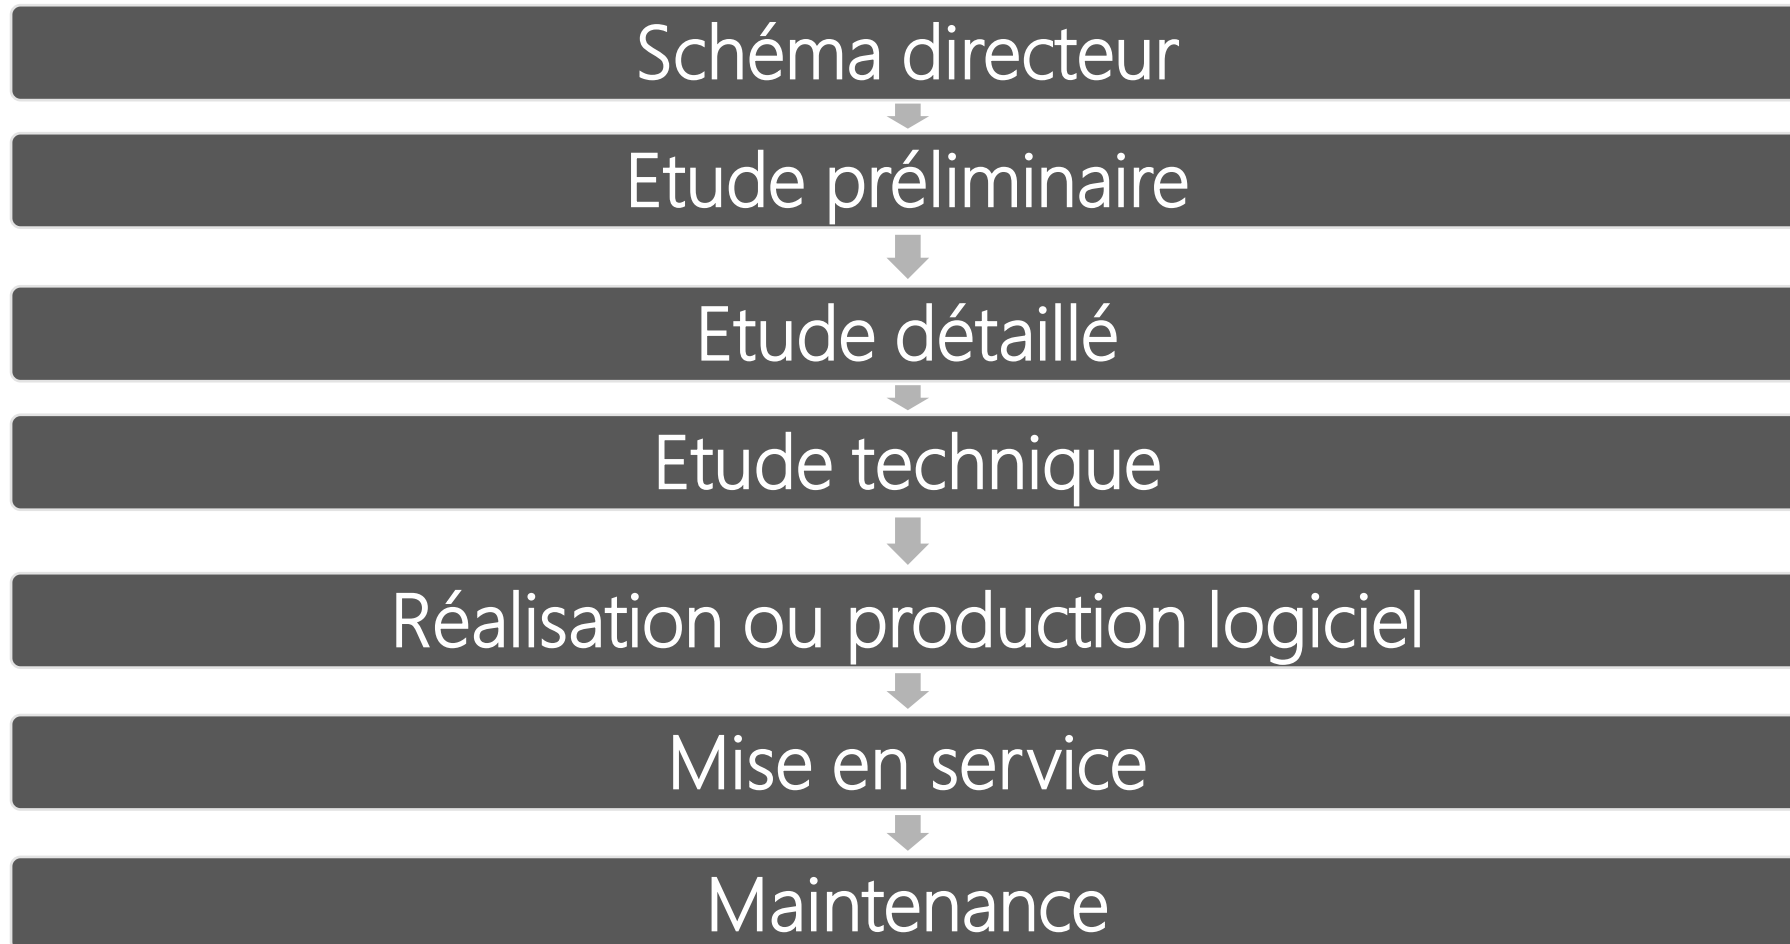 Schéma directeur
Etude préliminaire
Etude détaillé
Etude technique
Réalisation ou production logiciel
Mise en service
Maintenance